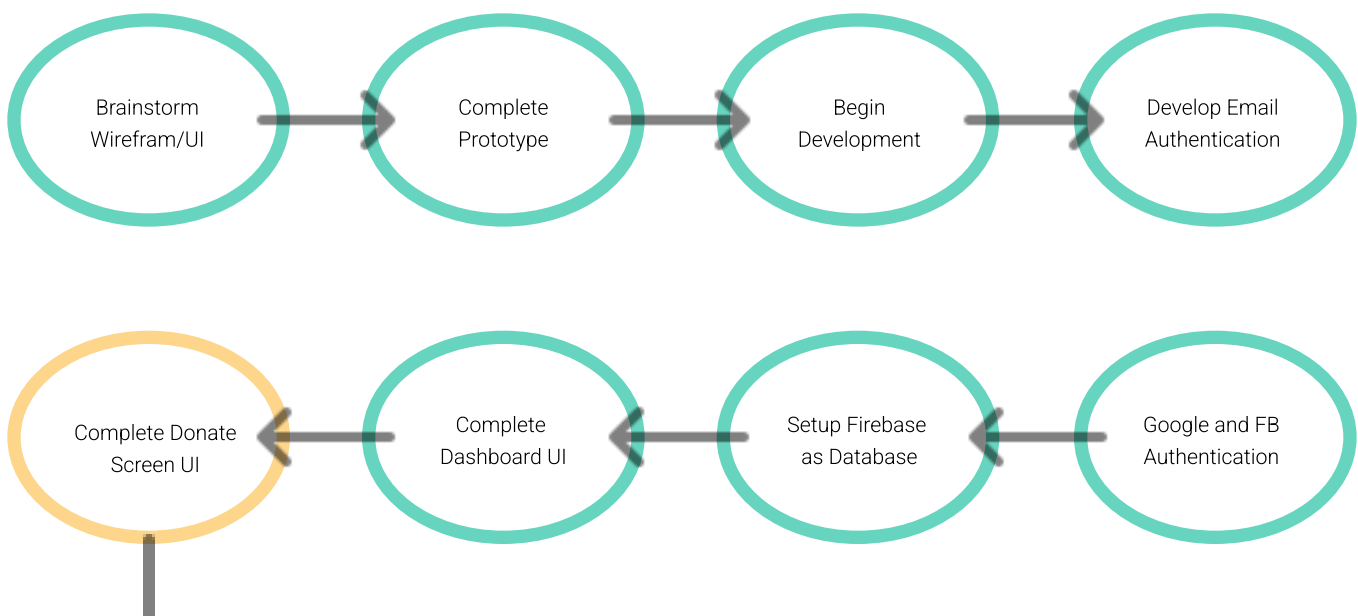 Brainstorm
Wirefram/UI
Complete
Prototype
Begin
Development
Develop Email
Authentication
Complete Donate
Screen UI
Complete
Dashboard UI
Setup Firebase
as Database
Google and FB
Authentication